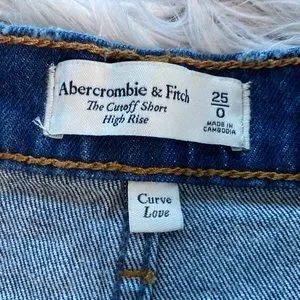 Abercrombie & Fitch
The Cutoff Short
High Rise
25
0
MADE IN
CAMBODIA
Curve
Love